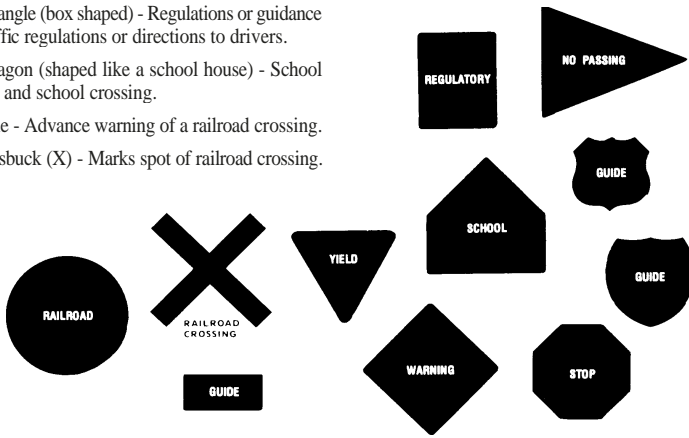 angle (box shaped) - Regulations or guidance
ffic regulations or directions to drivers.
agon (shaped like a school house) - School
and school crossing.
e - Advance warning of a railroad crossing.
sbuck (X) - Marks spot of railroad crossing.
REGULATORY
NO PASSING
GUIDE
SCHOOL
YIELD
GUIDE
RAILROAD
RAILROAD
CROSSING
WARNING
STOP
GUIDE